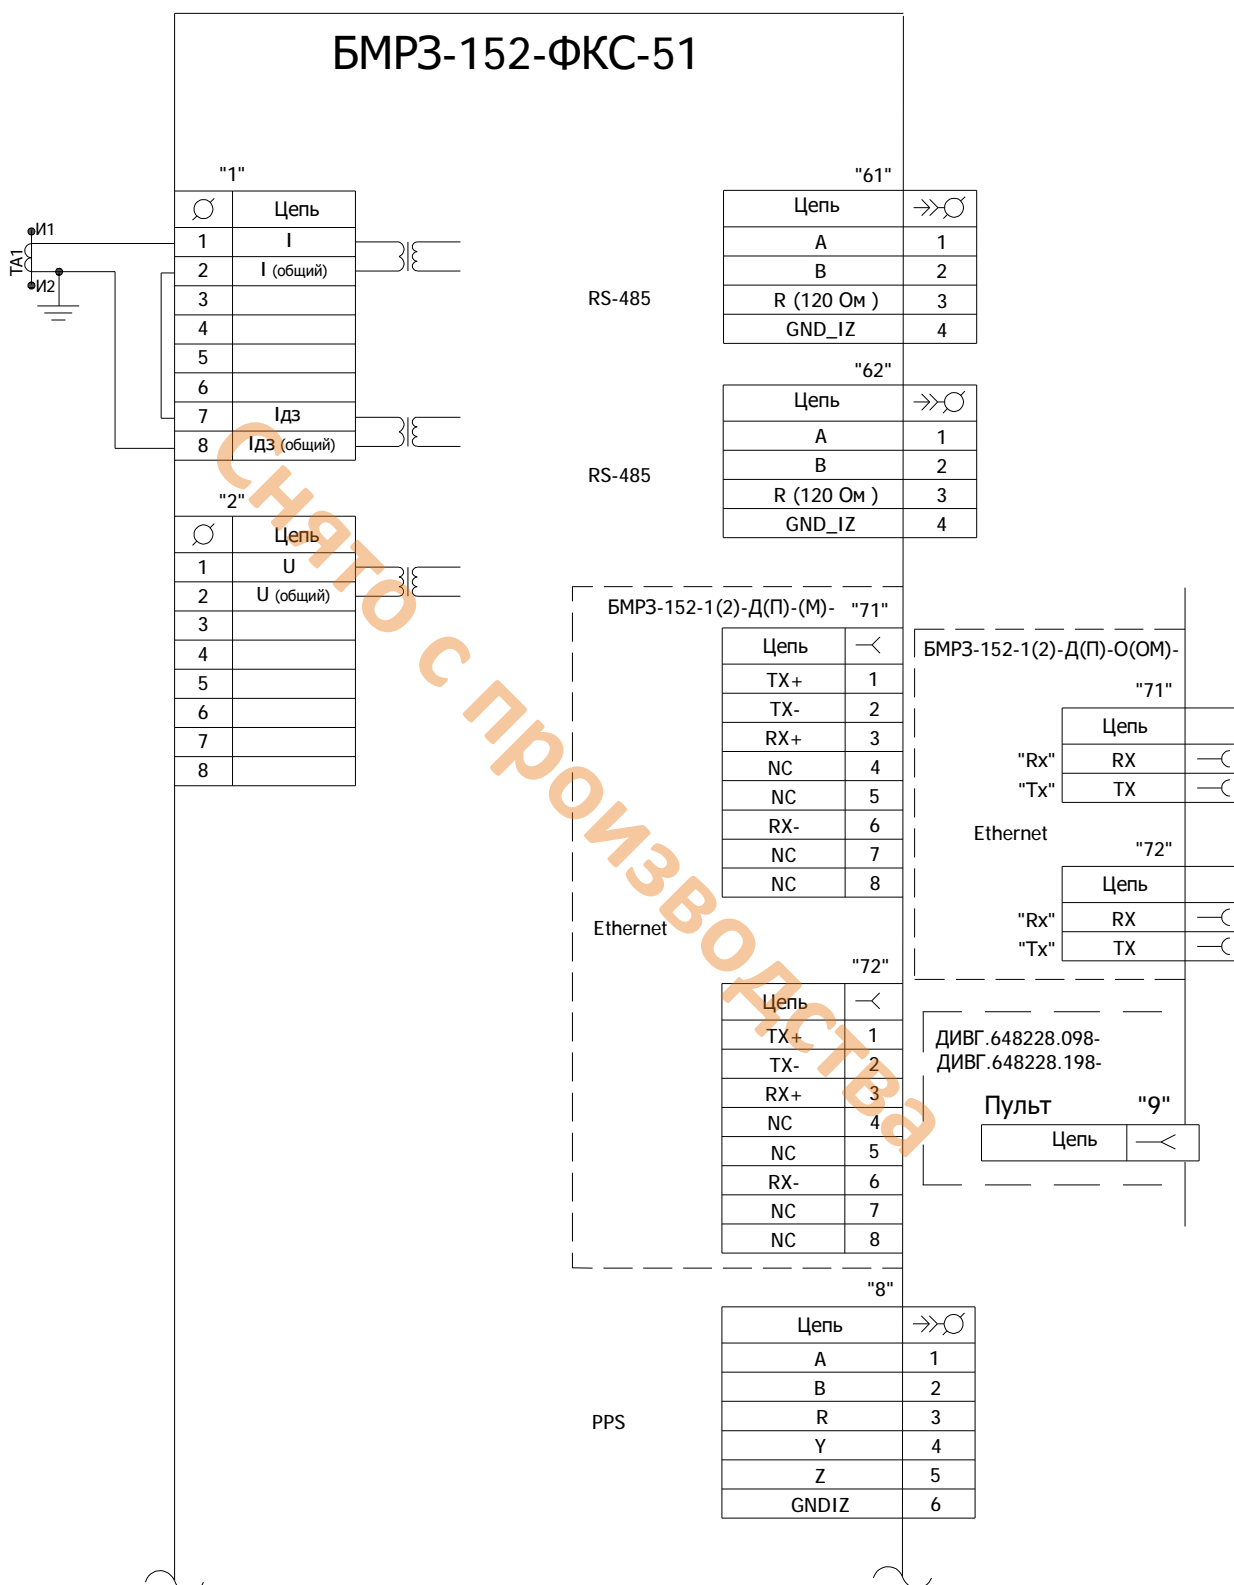 БМРЗ-152-ФКС-51
"1"
Цепь
1 I
2 I (общий)
3
4
5
6
7 Iдз
8 Iдз (общий)
И1
ТА1
И2
"2"
Цепь
1 U
2 U (общий)
3
4
5
6
7
8
"61"
Цепь
RS-485
A 1
B 2
R (120 Ом ) 3
GND_IZ 4
"62"
Цепь
RS-485
A 1
B 2
R (120 Ом ) 3
GND_IZ 4
БМРЗ-152-1(2)-Д(П)-(М)- "71"
Цепь
TX+ 1
TX- 2
RX+ 3
NC 4
NC 5
RX- 6
NC 7
NC 8
Ethernet
"72"
Цепь
TX+ 1
TX- 2
RX+ 3
NC 4
NC 5
RX- 6
NC 7
NC 8
БМРЗ-152-1(2)-Д(П)-О(ОМ)-
"71"
Цепь
"Rx" RX
"Tx" TX
Ethernet
"72"
Цепь
"Rx" RX
"Tx" TX
ДИВГ.648228.098-
ДИВГ.648228.198-
Пульт "9"
Цепь
"8"
Цепь
PPS
A 1
B 2
R 3
Y 4
Z 5
GNDIZ 6
Снято с производства